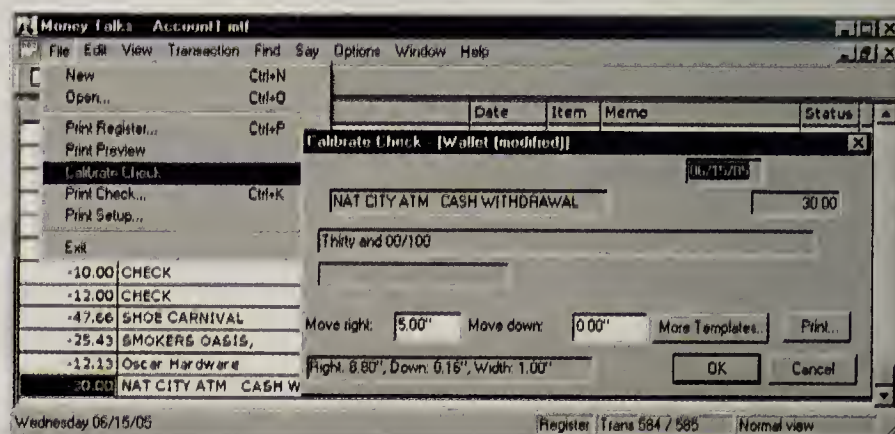 Money Talks - Account1.mtf
File Edit View Transaction Find Say Options Window Help
New Ctrl+N
Open... Ctrl+O
Print Register... Ctrl+P
Print Preview
Calibrate Check
Print Check... Ctrl+K
Print Setup...
Exit
Date Item Memo Status
Calibrate Check - [Wallet (modified)]
06/15/05
NAT CITY ATM CASH WITHDRAWAL 30.00
Thirty and 00/100
Move right: 5.00" Move down: 0.00" More Templates... Print...
Right: 8.80", Down: 0.16", Width: 1.00" OK Cancel
-10.00 CHECK
-12.00 CHECK
-47.66 SHOE CARNIVAL
-25.43 SMOKERS OASIS,
-12.13 Oscar Hardware
-30.00 NAT CITY ATM CASH W
Wednesday 06/15/05 Register Trans 584 / 585 Normal view